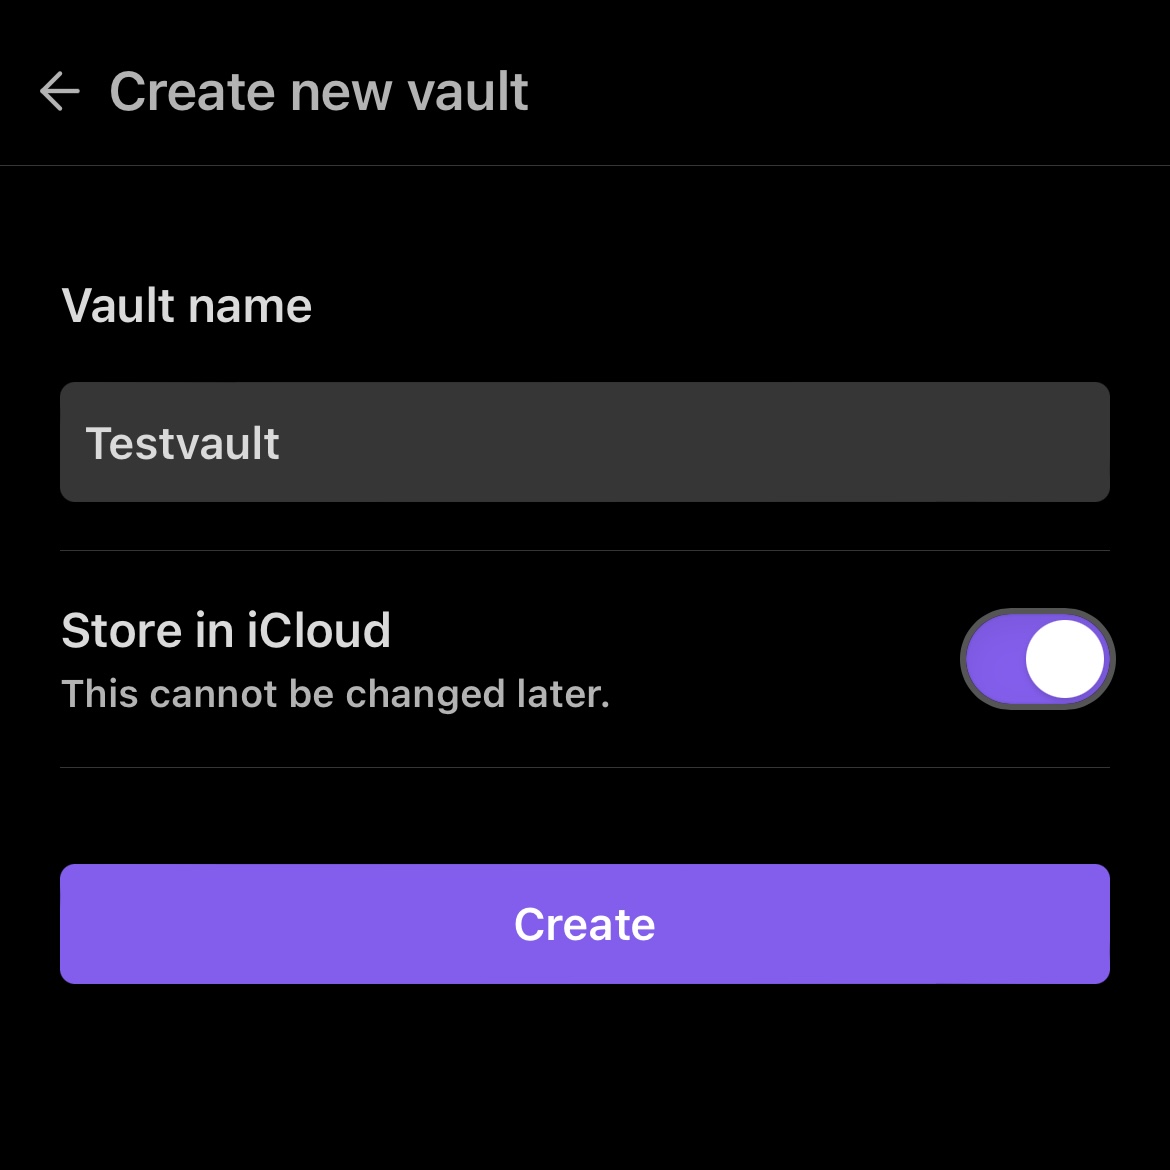 Create new vault
Vault name
Testvault
Store in iCloud
This cannot be changed later.
Create